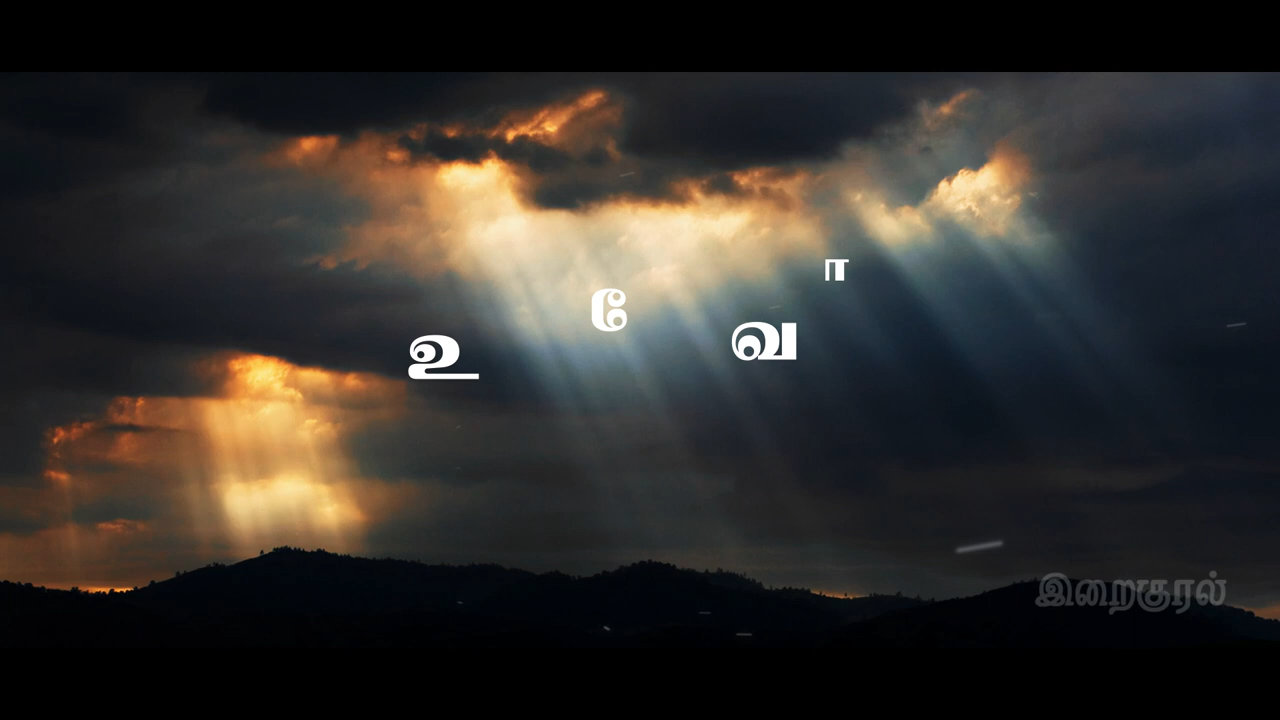 உ ே வ ா
இறைகுரல்